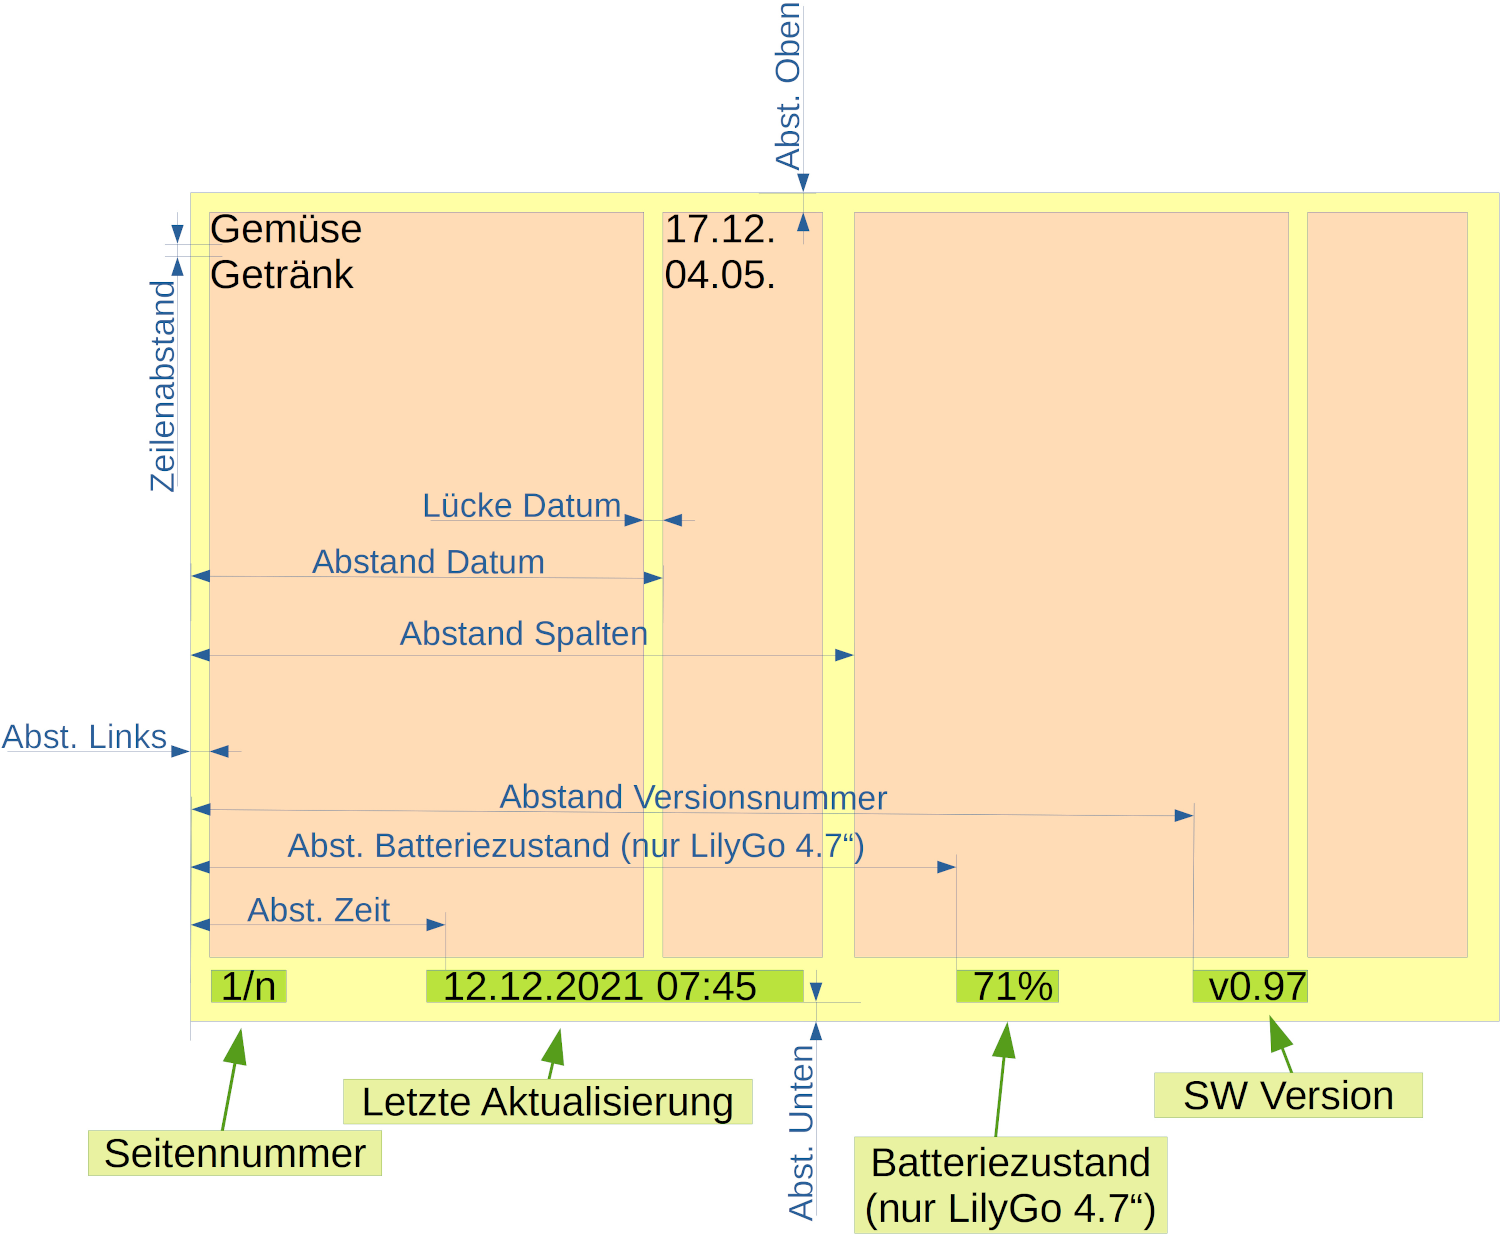 Abst. Oben
Gemüse 17.12.
Getränk 04.05.
Zeilenabstand
Lücke Datum
Abstand Datum
Abstand Spalten
Abst. Links
Abstand Versionsnummer
Abst. Batteriezustand (nur LilyGo 4.7“)
Abst. Zeit
1/n 12.12.2021 07:45 71% v0.97
Abst. Unten
Letzte Aktualisierung
SW Version
Seitennummer
Batteriezustand
(nur LilyGo 4.7“)